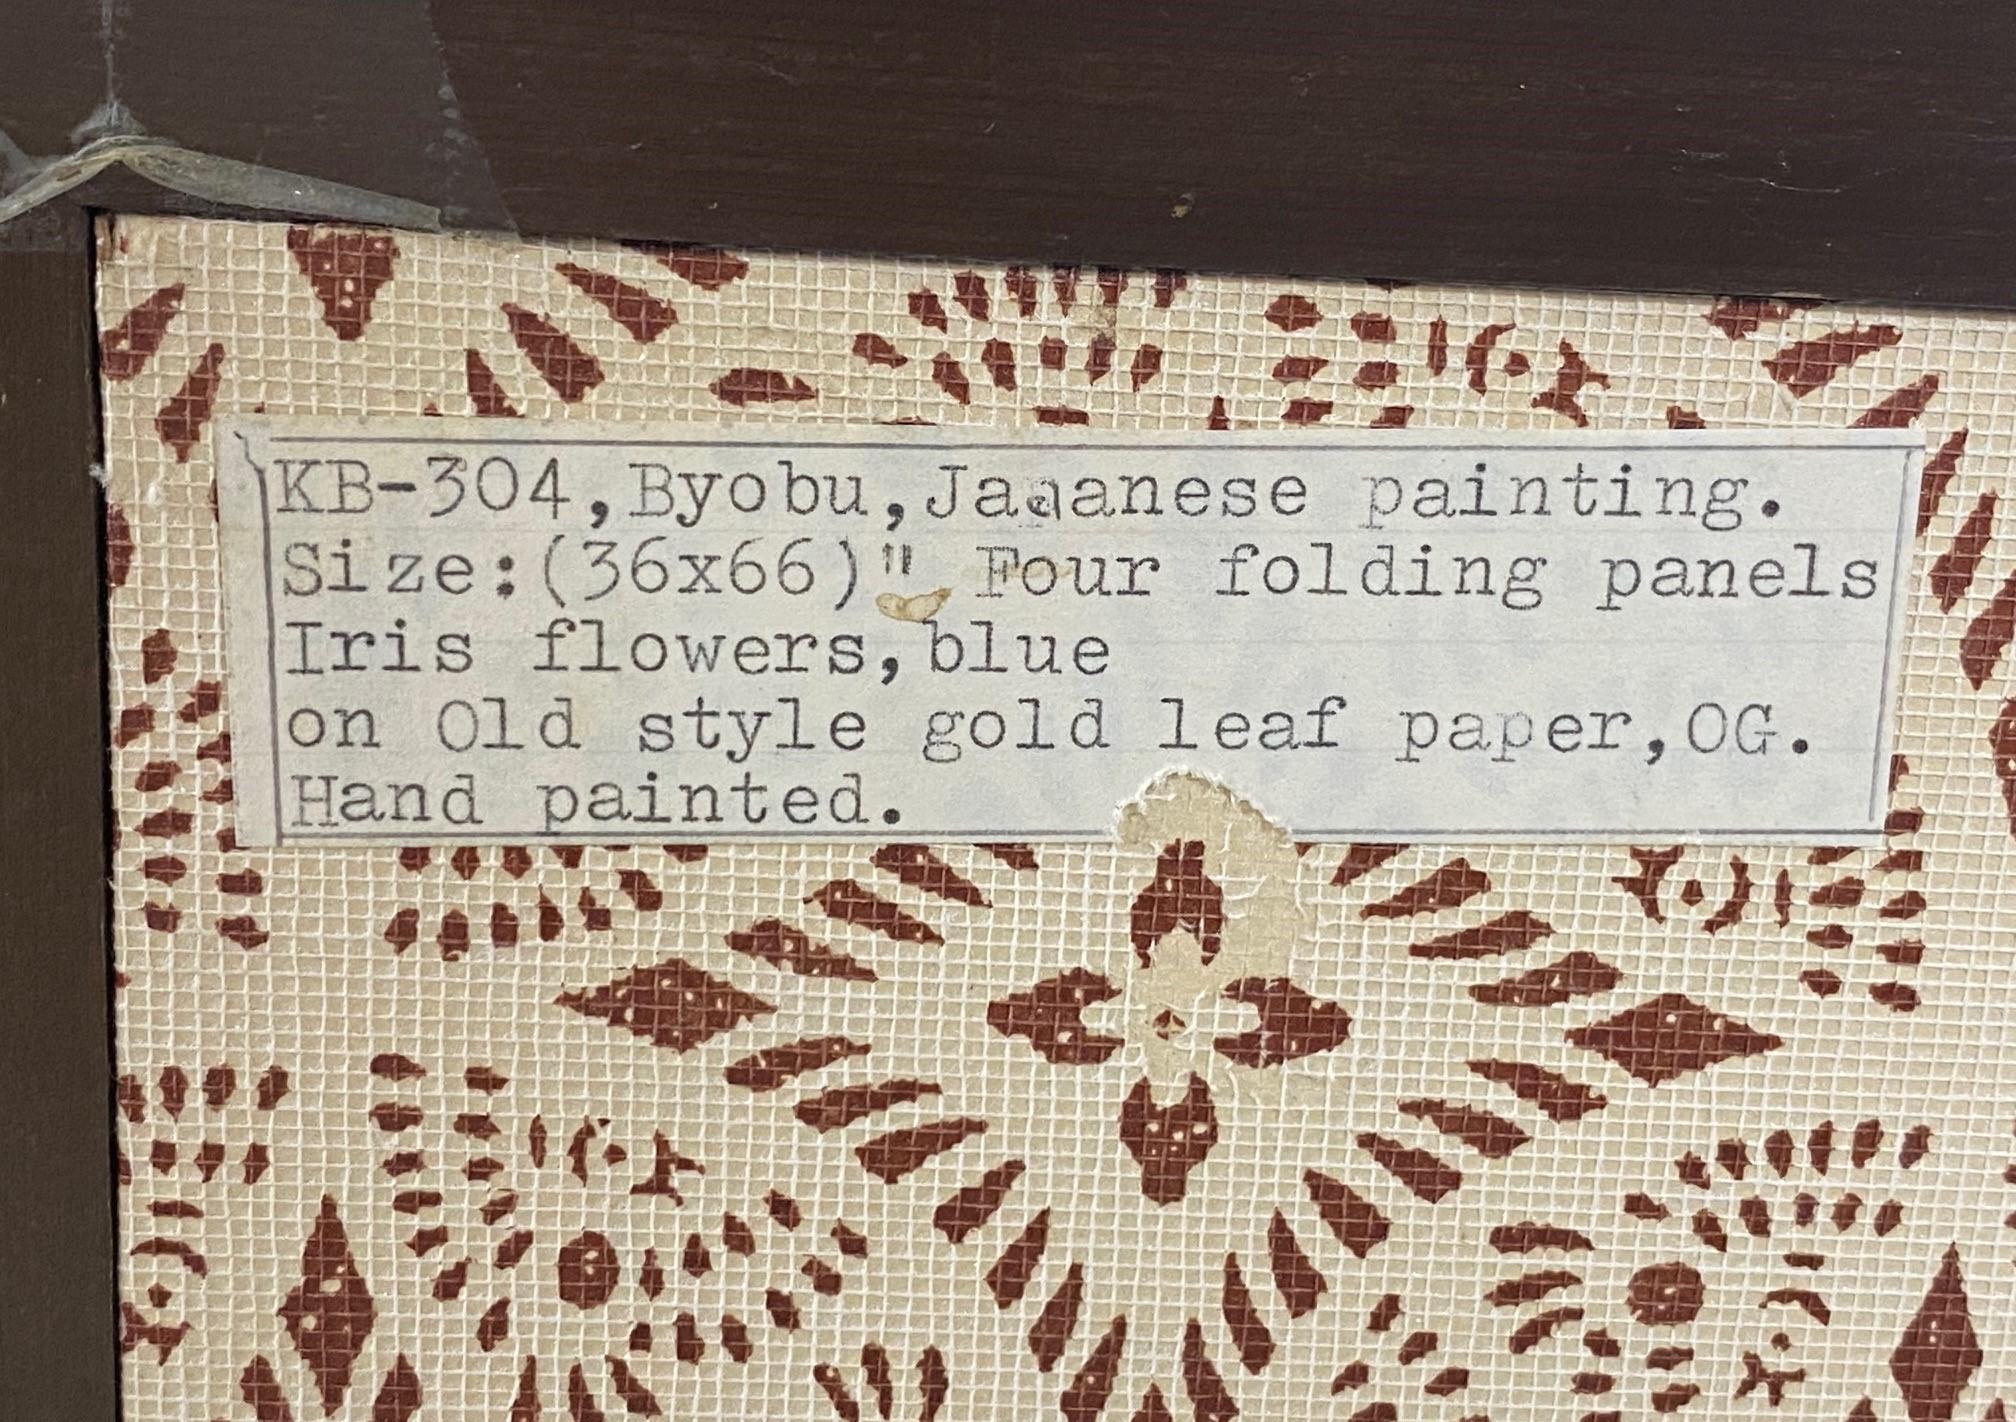 KB-304,Byobu,Japanese painting.
Size:(36x66)" Four folding panels
Iris flowers,blue
on Old style gold leaf paper,OG.
Hand painted.